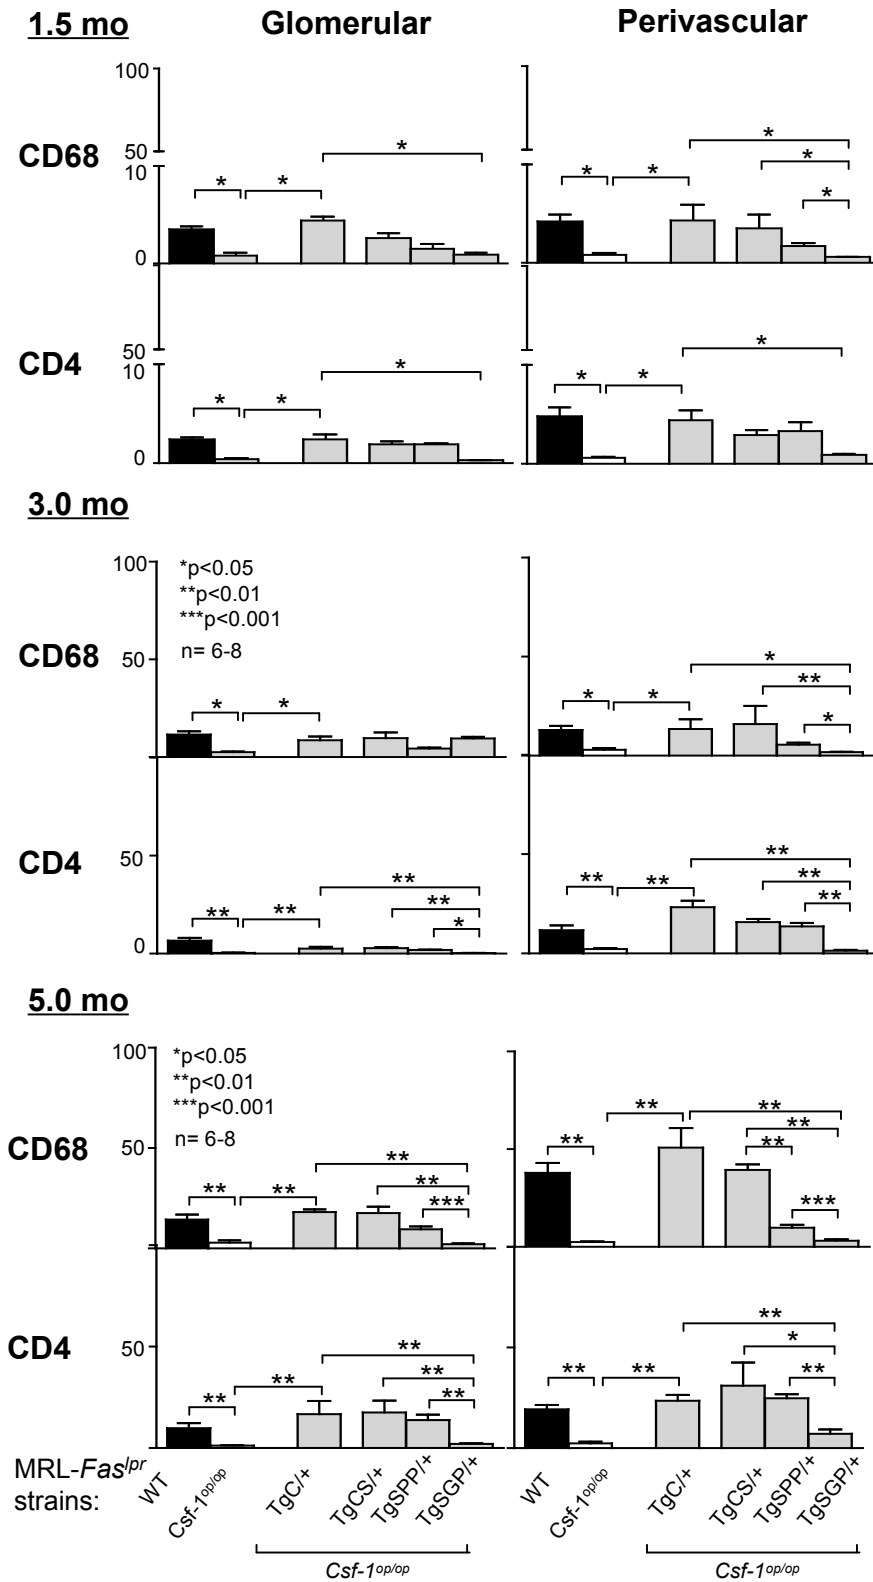 1.5 mo Glomerular Perivascular
100
CD68
50
10
0
* * *
* * * * *
CD4
50
10
0
* * *
* * *
3.0 mo
100
*p<0.05
**p<0.01
***p<0.001
n= 6-8
CD68
50
* *
* * * ** *
CD4
50
0
** ** ** ** *
** ** ** ** **
5.0 mo
100
*p<0.05
**p<0.01
***p<0.001
n= 6-8
CD68
50
** ** ** ** ***
** ** ** ** ** ***
CD4
50
** ** ** ** **
** ** ** * **
MRL-Fas^lpr
strains:
WT Csf-1^op/op TgC/+ TgCS/+ TgSPP/+ TgSGP/+
WT Csf-1^op/op TgC/+ TgCS/+ TgSPP/+ TgSGP/+
Csf-1^op/op Csf-1^op/op